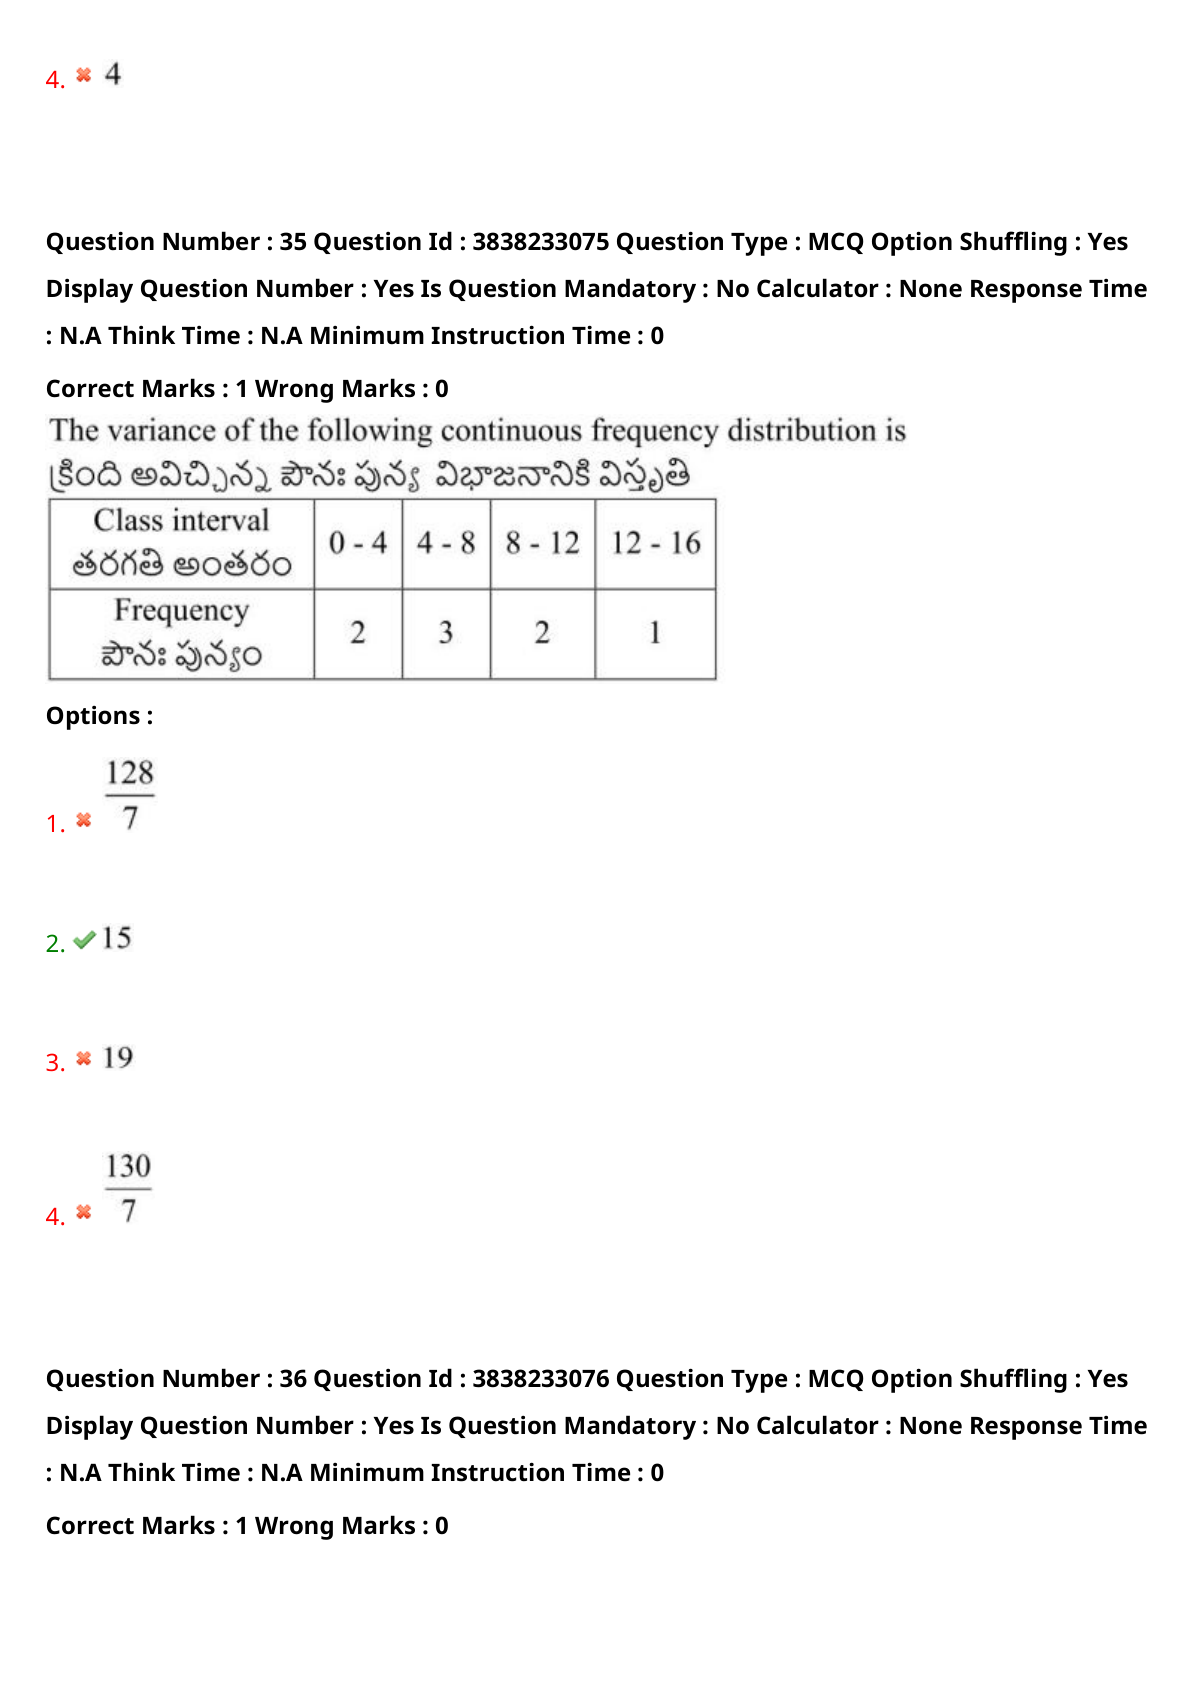 4. 4
Question Number : 35 Question Id : 3838233075 Question Type : MCQ Option Shuffling : Yes
Display Question Number : Yes Is Question Mandatory : No Calculator : None Response Time
: N.A Think Time : N.A Minimum Instruction Time : 0
Correct Marks : 1 Wrong Marks : 0
The variance of the following continuous frequency distribution is
క్రింది అవిచ్ఛిన్న పౌనః పున్య విభాజనానికి విస్తృతి
Class interval
తరగతి అంతరం
0 - 4 4 - 8 8 - 12 12 - 16
Frequency
పౌనః పున్యం
2 3 2 1
Options :
1. 128/7
2. 15
3. 19
4. 130/7
Question Number : 36 Question Id : 3838233076 Question Type : MCQ Option Shuffling : Yes
Display Question Number : Yes Is Question Mandatory : No Calculator : None Response Time
: N.A Think Time : N.A Minimum Instruction Time : 0
Correct Marks : 1 Wrong Marks : 0